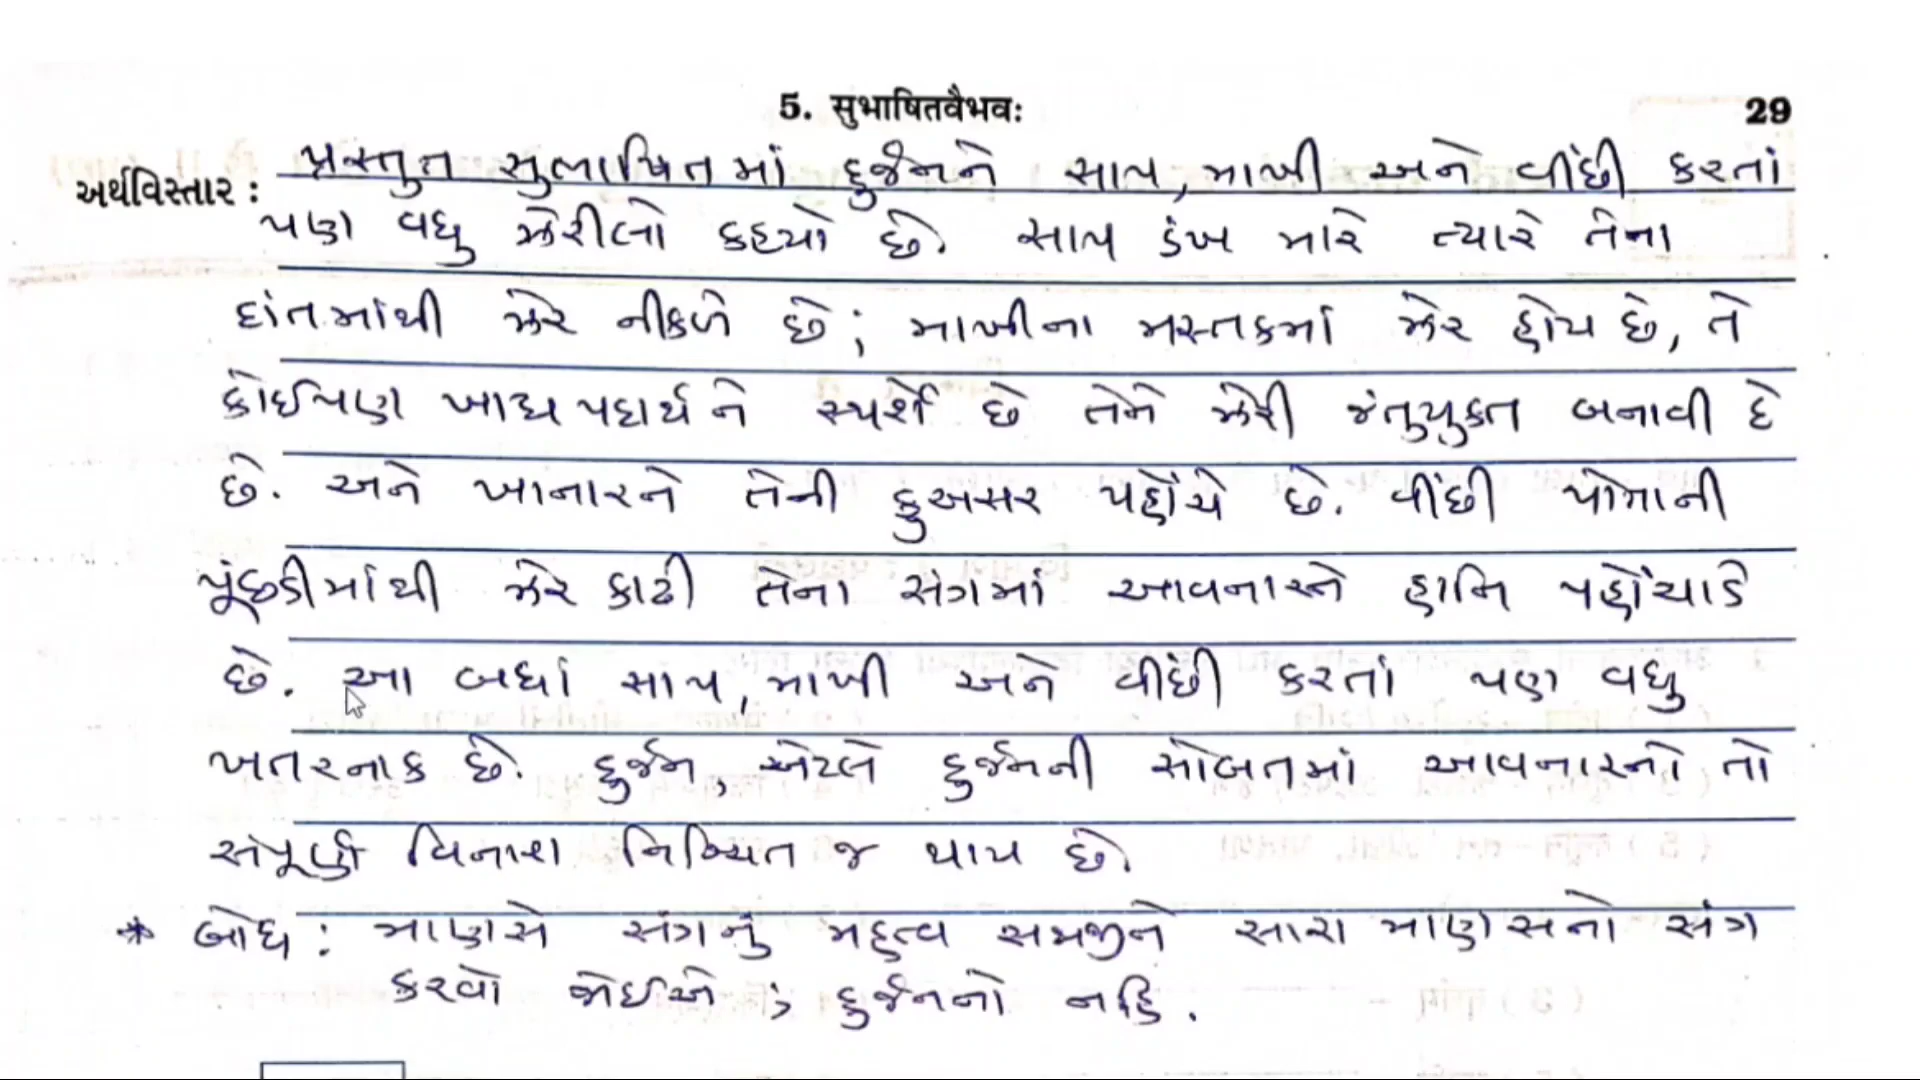 5. सुभाषितवैभवः 29
અર્થવિસ્તાર : પ્રસ્તુત સુભાષિતમાં દુર્જનને સાપ, માખી અને વીંછી કરતાં
પણ વધુ ઝેરીલો કહ્યો છે. સાપ ડંખ મારે ત્યારે તેના
દાંતમાંથી ઝેર નીકળે છે; માખીના મસ્તકમાં ઝેર હોય છે, તે
કોઈપણ ખાદ્ય પદાર્થને સ્પર્શે છે તેને ઝેરી જંતુયુક્ત બનાવી દે
છે. અને ખાનારને તેની કુઅસર પહોંચે છે. વીંછી પોતાની
પૂંછડીમાંથી ઝેર કાઢી તેના સંગમાં આવનારને હાનિ પહોંચાડે
છે. આ બધાં સાપ, માખી અને વીંછી કરતાં પણ વધુ
ખતરનાક છે. દુર્જન, એટલે દુર્જનની સોબતમાં આવનારનો તો
સંપૂર્ણ વિનાશ નિશ્ચિત જ થાય છે.
* બોધ : માણસે સંગનું મહત્વ સમજીને સારા માણસનો સંગ
કરવો જોઈએ ; દુર્જનનો નહિ.